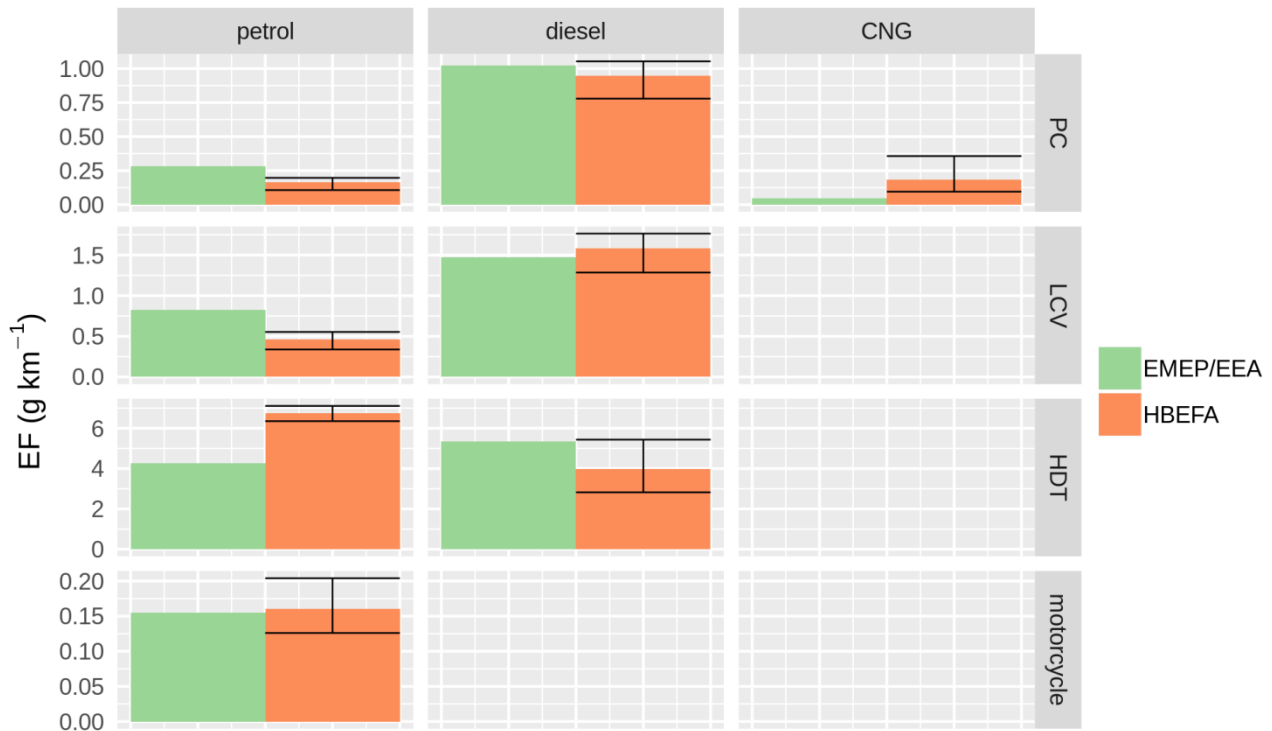 petrol
diesel
CNG
EF (g km⁻¹)
1.00
0.75
0.50
0.25
0.00
PC
1.5
1.0
0.5
0.0
LCV
6
4
2
0
HDT
0.20
0.15
0.10
0.05
0.00
motorcycle
EMEP/EEA
HBEFA